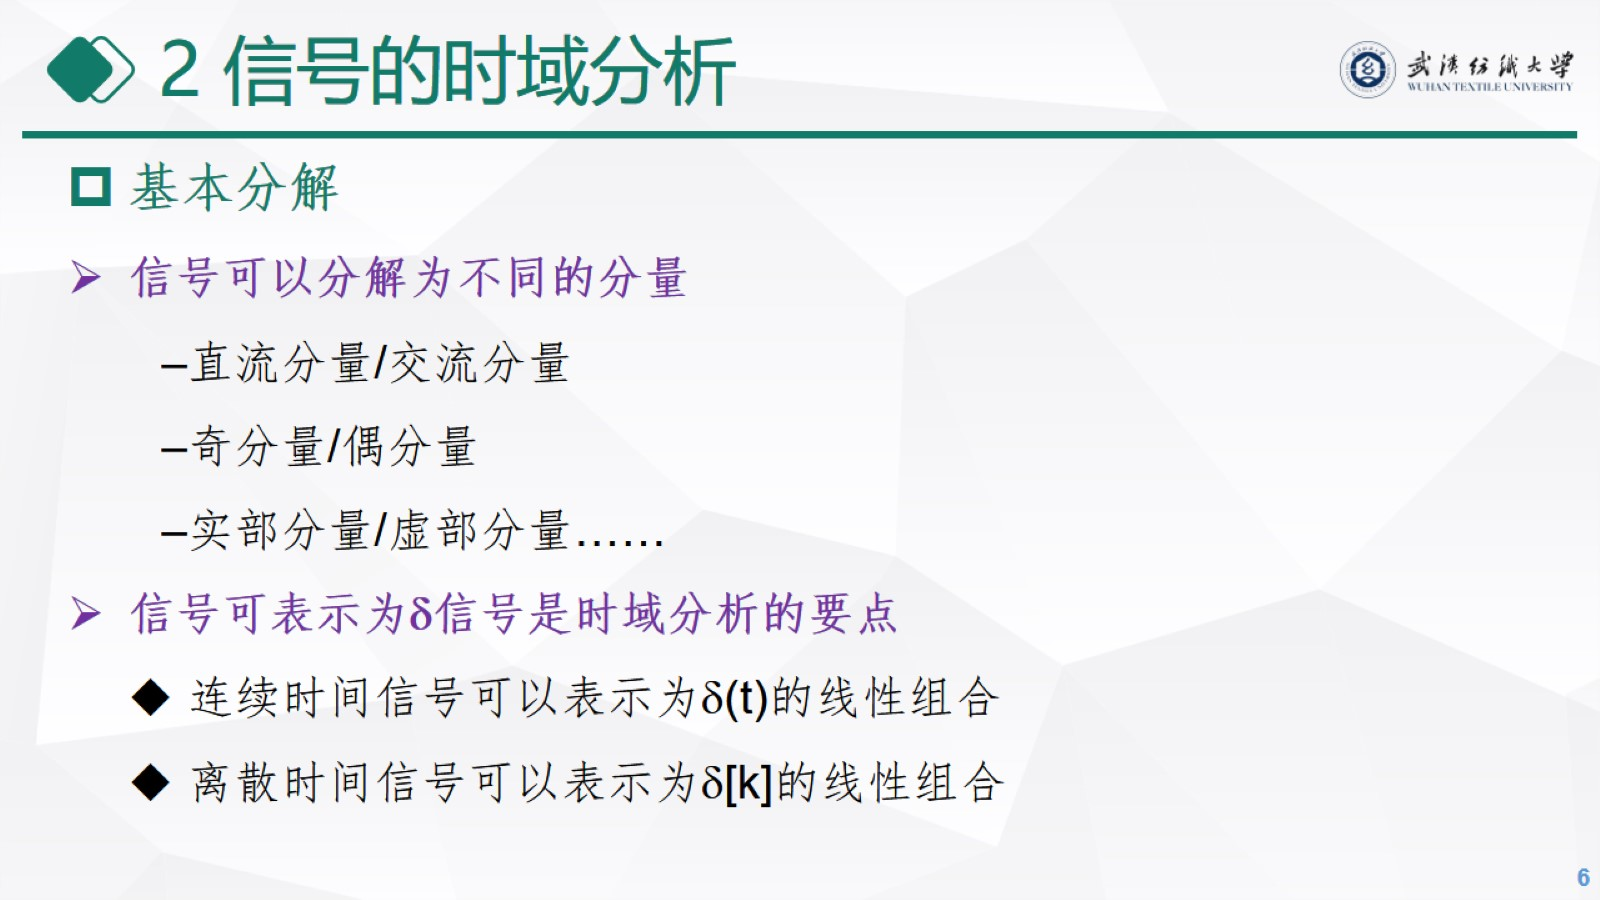 2 信号的时域分析
武汉纺织大学
WUHAN TEXTILE UNIVERSITY
基本分解
信号可以分解为不同的分量
–直流分量/交流分量
–奇分量/偶分量
–实部分量/虚部分量……
信号可表示为δ信号是时域分析的要点
连续时间信号可以表示为δ(t)的线性组合
离散时间信号可以表示为δ[k]的线性组合
6